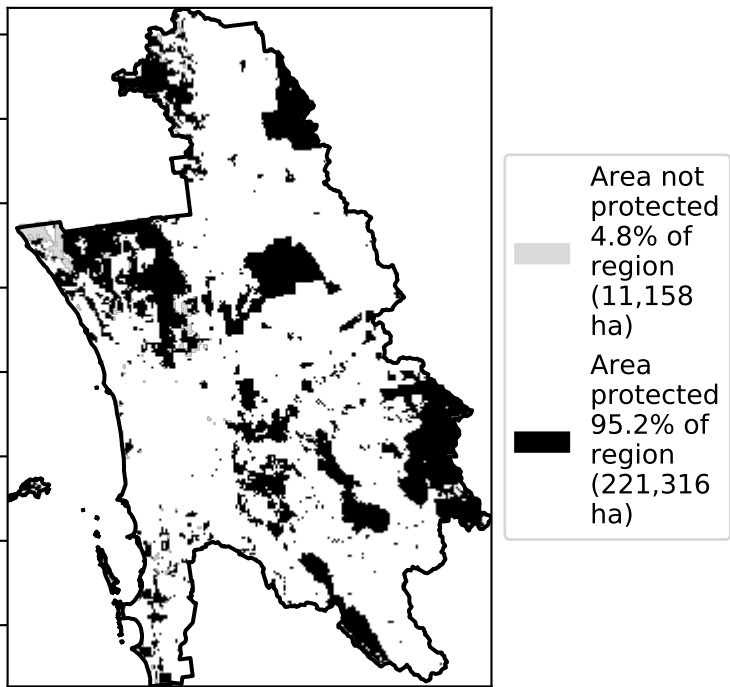 Area not
protected
4.8% of
region
(11,158
ha)
Area
protected
95.2% of
region
(221,316
ha)